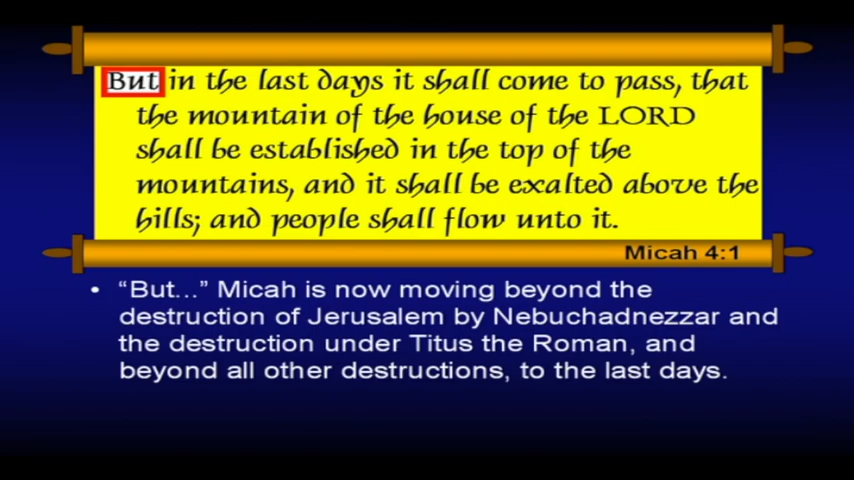 But in the last days it shall come to pass, that
the mountain of the house of the LORD
shall be established in the top of the
mountains, and it shall be exalted above the
hills; and people shall flow unto it.
Micah 4:1
• “But...” Micah is now moving beyond the
destruction of Jerusalem by Nebuchadnezzar and
the destruction under Titus the Roman, and
beyond all other destructions, to the last days.